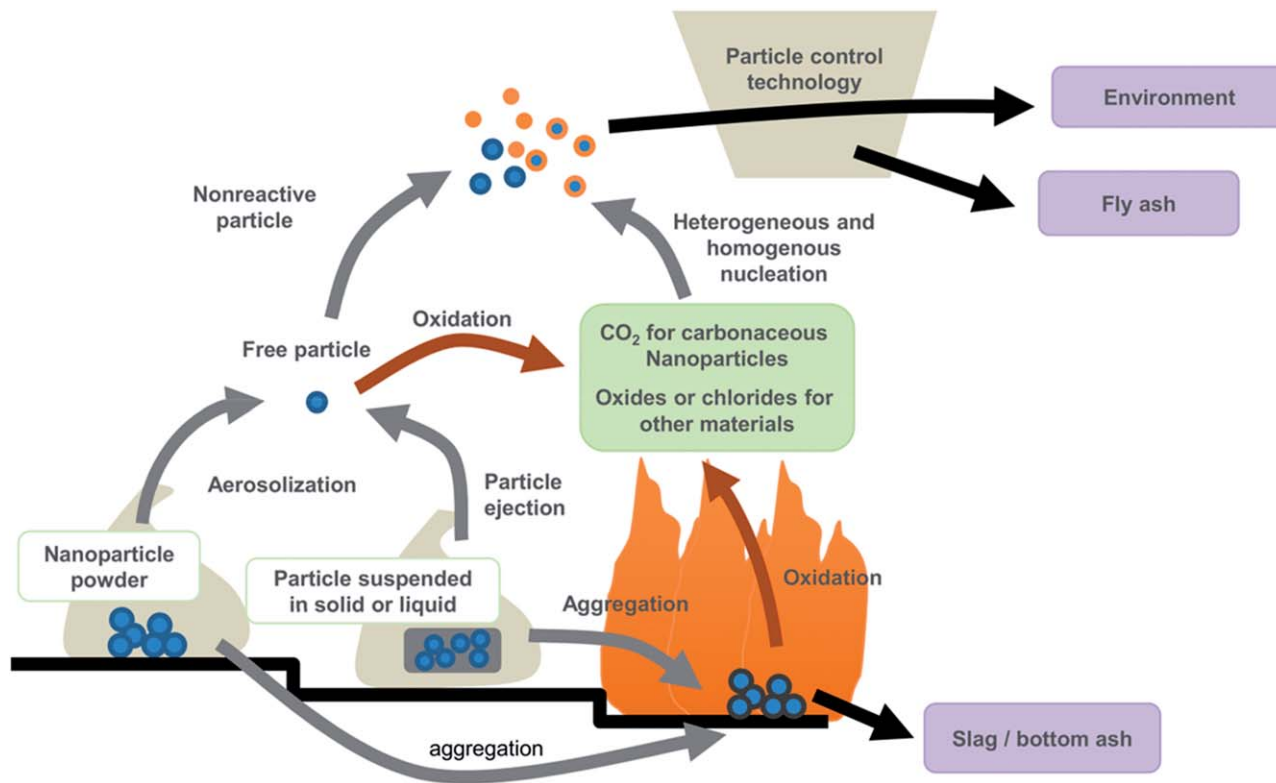 Particle control
technology
Environment
Fly ash
Nonreactive
particle
Heterogeneous and
homogenous
nucleation
Oxidation
Free particle
CO₂ for carbonaceous
Nanoparticles
Oxides or chlorides for
other materials
Aerosolization
Particle
ejection
Nanoparticle
powder
Particle suspended
in solid or liquid
Aggregation
Oxidation
aggregation
Slag / bottom ash